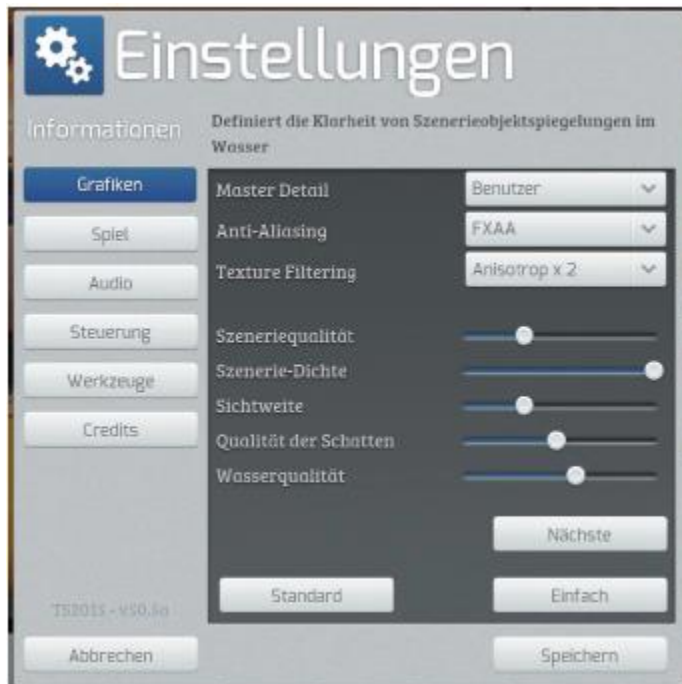 Einstellungen
Informationen
Definiert die Klarheit von Szenerieobjektspiegelungen im
Wasser
Grafiken
Spiel
Audio
Steuerung
Werkzeuge
Credits
Master Detail
Benutzer
Anti-Aliasing
FXAA
Texture Filtering
Anisotrop x 2
Szeneriequalität
Szenerie-Dichte
Sichtweite
Qualität der Schatten
Wasserqualität
Nächste
Standard
Einfach
Abbrechen
Speichern